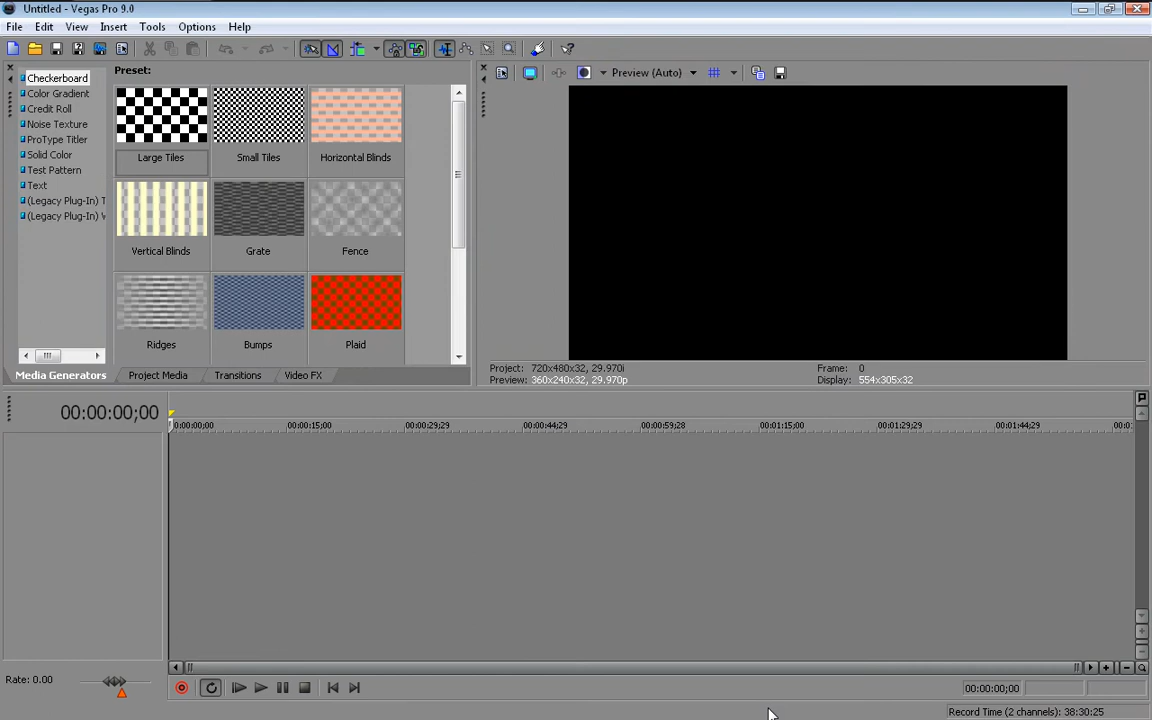 Untitled - Vegas Pro 9.0
File Edit View Insert Tools Options Help
Preset:
Preview (Auto)
Checkerboard
Color Gradient
Credit Roll
Noise Texture
ProType Titler
Solid Color
Test Pattern
Text
(Legacy Plug-In) T
(Legacy Plug-In)
Large Tiles
Small Tiles
Horizontal Blinds
Vertical Blinds
Grate
Fence
Ridges
Bumps
Plaid
Media Generators Project Media Transitions Video FX
Project: 720x480x32, 29.970i
Frame: 0
Preview: 360x240x32, 29.970p
Display: 554x305x32
00:00:00;00
0:00:00;00 00:00:15;00 00:00:29;29 00:00:44;29 00:00:59;28 00:01:15;00 00:01:29;29 00:01:44;29 00:0
Rate: 0.00
00:00:00;00
Record Time (2 channels): 38:30:25